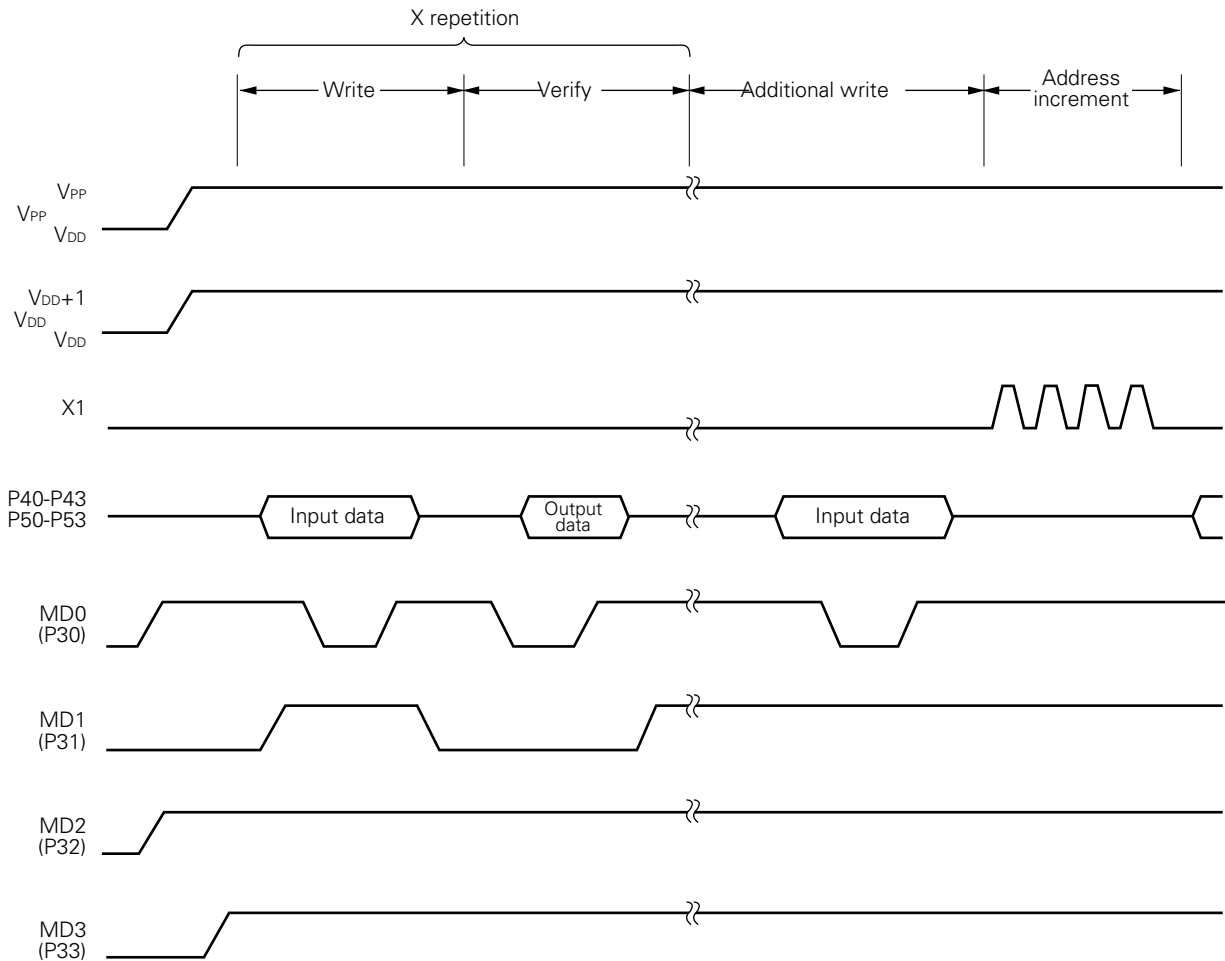 X repetition
Write
Verify
Additional write
Address
increment
VPP
VPP
VDD
VDD+1
VDD
VDD
X1
P40-P43
P50-P53
Input data
Output
data
Input data
MD0
(P30)
MD1
(P31)
MD2
(P32)
MD3
(P33)